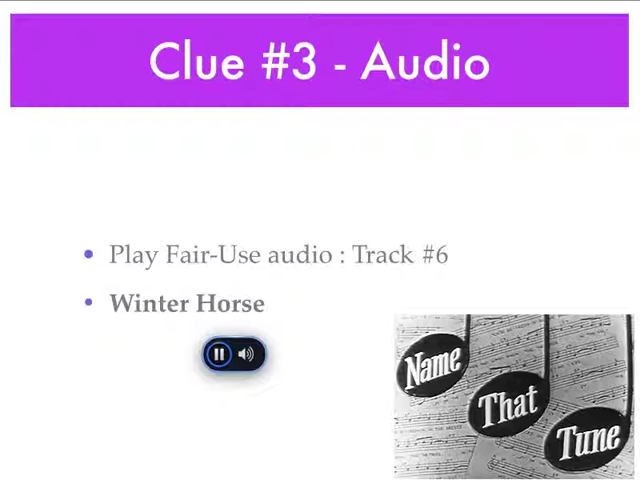 Clue #3 - Audio
Play Fair-Use audio : Track #6
Winter Horse
Name
That
Tune